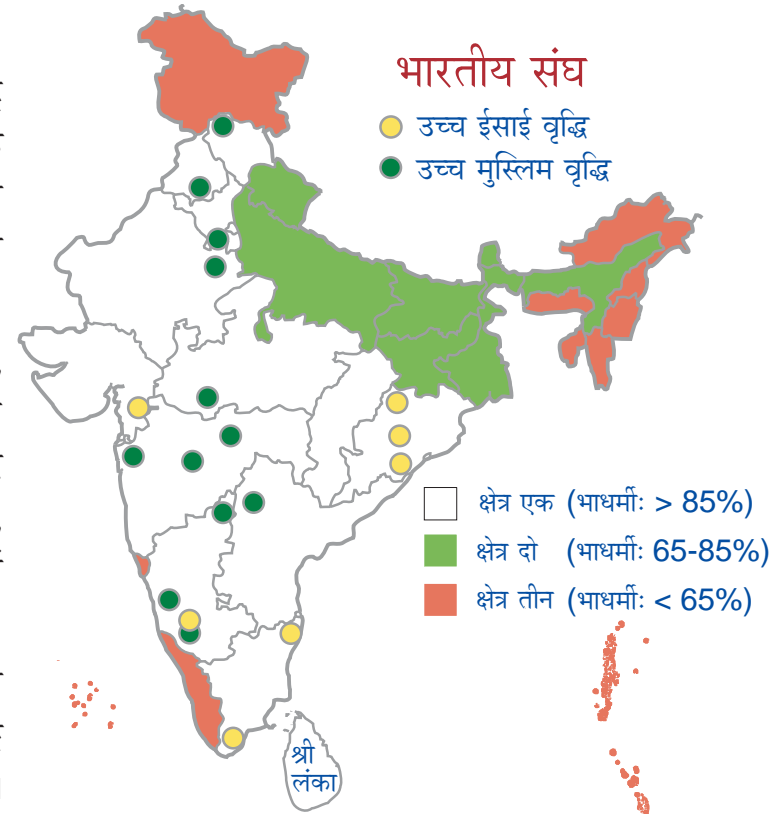 भारतीय संघ
उच्च ईसाई वृद्धि
उच्च मुस्लिम वृद्धि
क्षेत्र एक (भाधर्मीः > 85%)
क्षेत्र दो (भाधर्मीः 65-85%)
क्षेत्र तीन (भाधर्मीः < 65%)
श्री
लंका